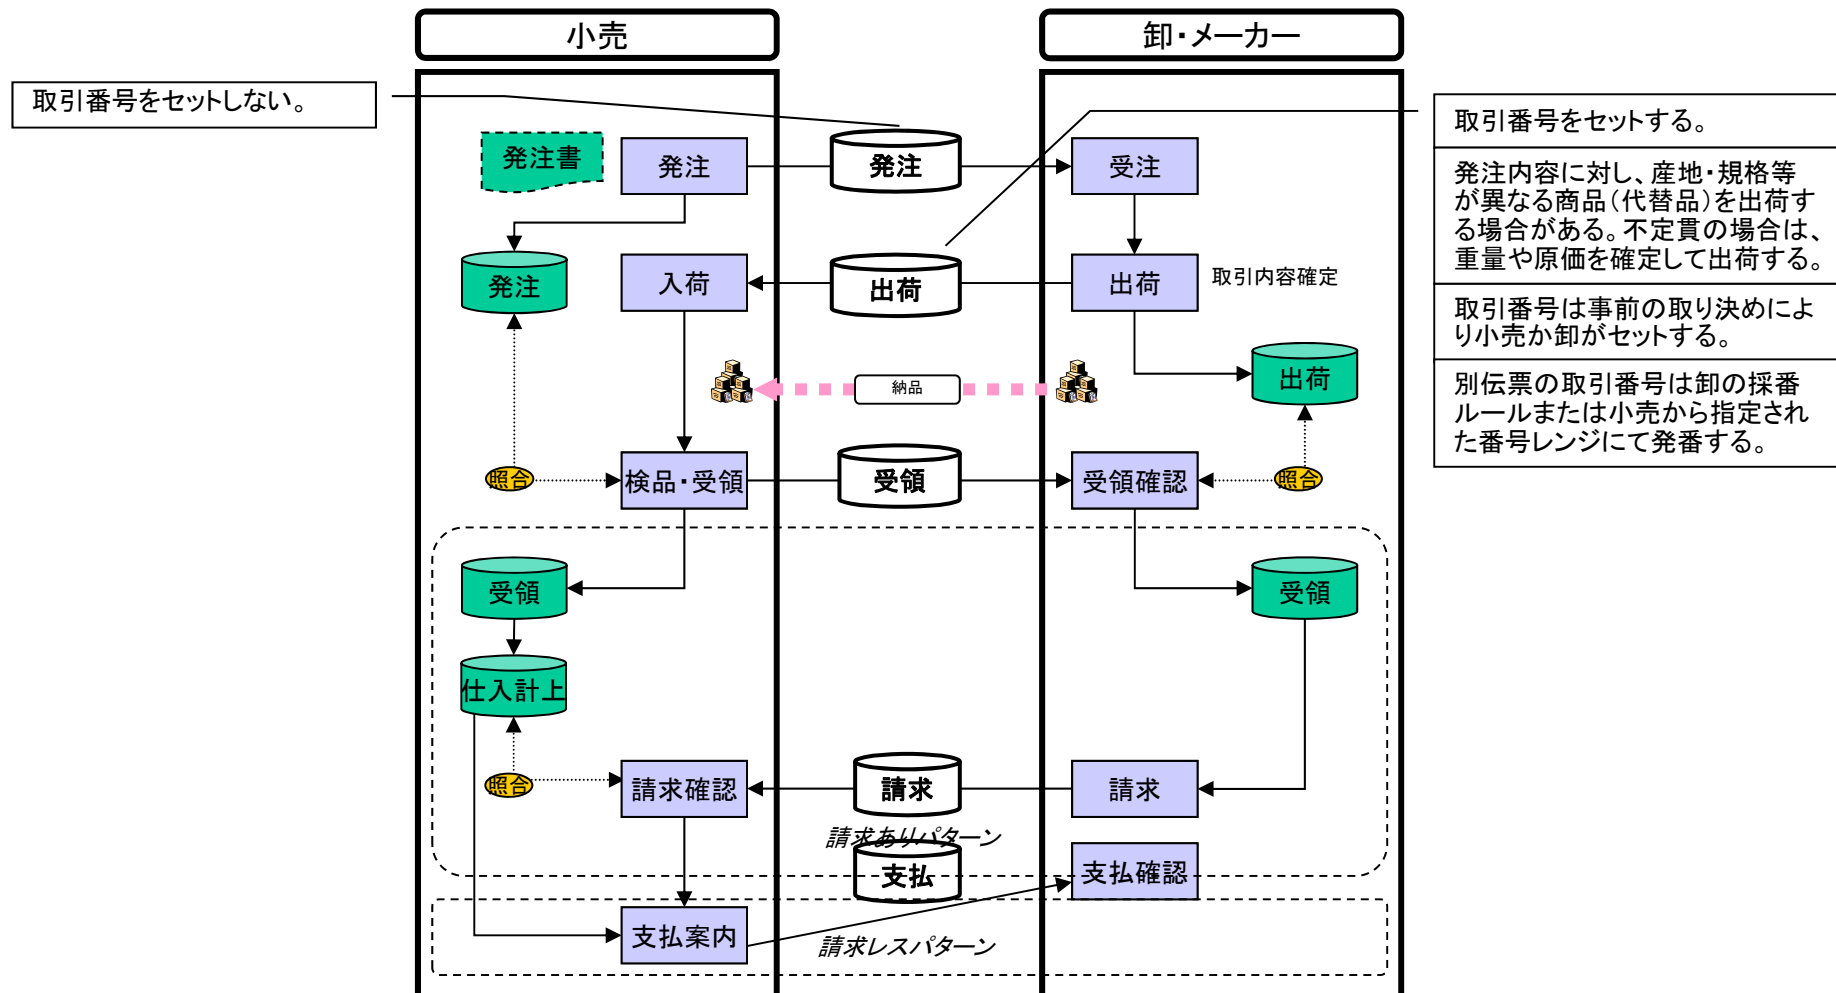 小売
卸・メーカー
取引番号をセットしない。
取引番号をセットする。
発注内容に対し、産地・規格等
が異なる商品(代替品)を出荷す
る場合がある。不定貫の場合は、
重量や原価を確定して出荷する。
取引番号は事前の取り決めによ
り小売か卸がセットする。
別伝票の取引番号は卸の採番
ルールまたは小売から指定され
た番号レンジにて発番する。
発注書
発注
発注
受注
発注
入荷
出荷
出荷
取引内容確定
納品
出荷
照合
検品・受領
受領
受領確認
照合
受領
受領
仕入計上
照合
請求確認
請求
請求
請求ありパターン
支払
支払確認
支払案内
請求レスパターン